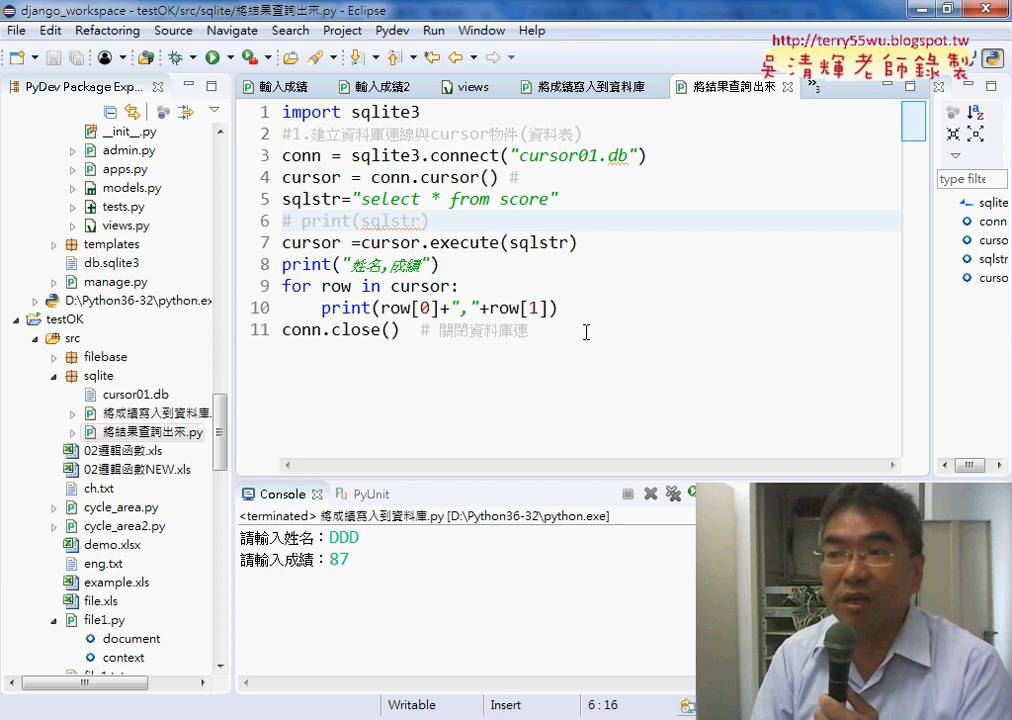 django_workspace - testOK/src/sqlite/將結果查詢出來.py - Eclipse
File Edit Refactoring Source Navigate Search Project Pydev Run Window Help
http://terry55wu.blogspot.tw
吳清輝老師錄製
PyDev Package Exp...
輸入成績
輸入成績2
views
將成績寫入到資料庫
將結果查詢出來
»3
__init__.py
admin.py
apps.py
models.py
tests.py
views.py
templates
db.sqlite3
manage.py
D:\Python36-32\python.ex
testOK
src
filebase
sqlite
cursor01.db
將成績寫入到資料庫.
將結果查詢出來.py
02邏輯函數.xls
02邏輯函數NEW.xls
ch.txt
cycle_area.py
cycle_area2.py
demo.xlsx
eng.txt
example.xls
file.xls
file1.py
document
context
1 import sqlite3
2 #1.建立資料庫連線與cursor物件(資料表)
3 conn = sqlite3.connect("cursor01.db")
4 cursor = conn.cursor() #
5 sqlstr="select * from score"
6 # print(sqlstr)
7 cursor =cursor.execute(sqlstr)
8 print("姓名,成績")
9 for row in cursor:
10 print(row[0]+","+row[1])
11 conn.close() # 關閉資料庫連
type filte
sqlite
conn
curso
sqlstr
curso
Console
PyUnit
<terminated> 將成績寫入到資料庫.py [D:\Python36-32\python.exe]
請輸入姓名：DDD
請輸入成績：87
Writable
Insert
6 : 16